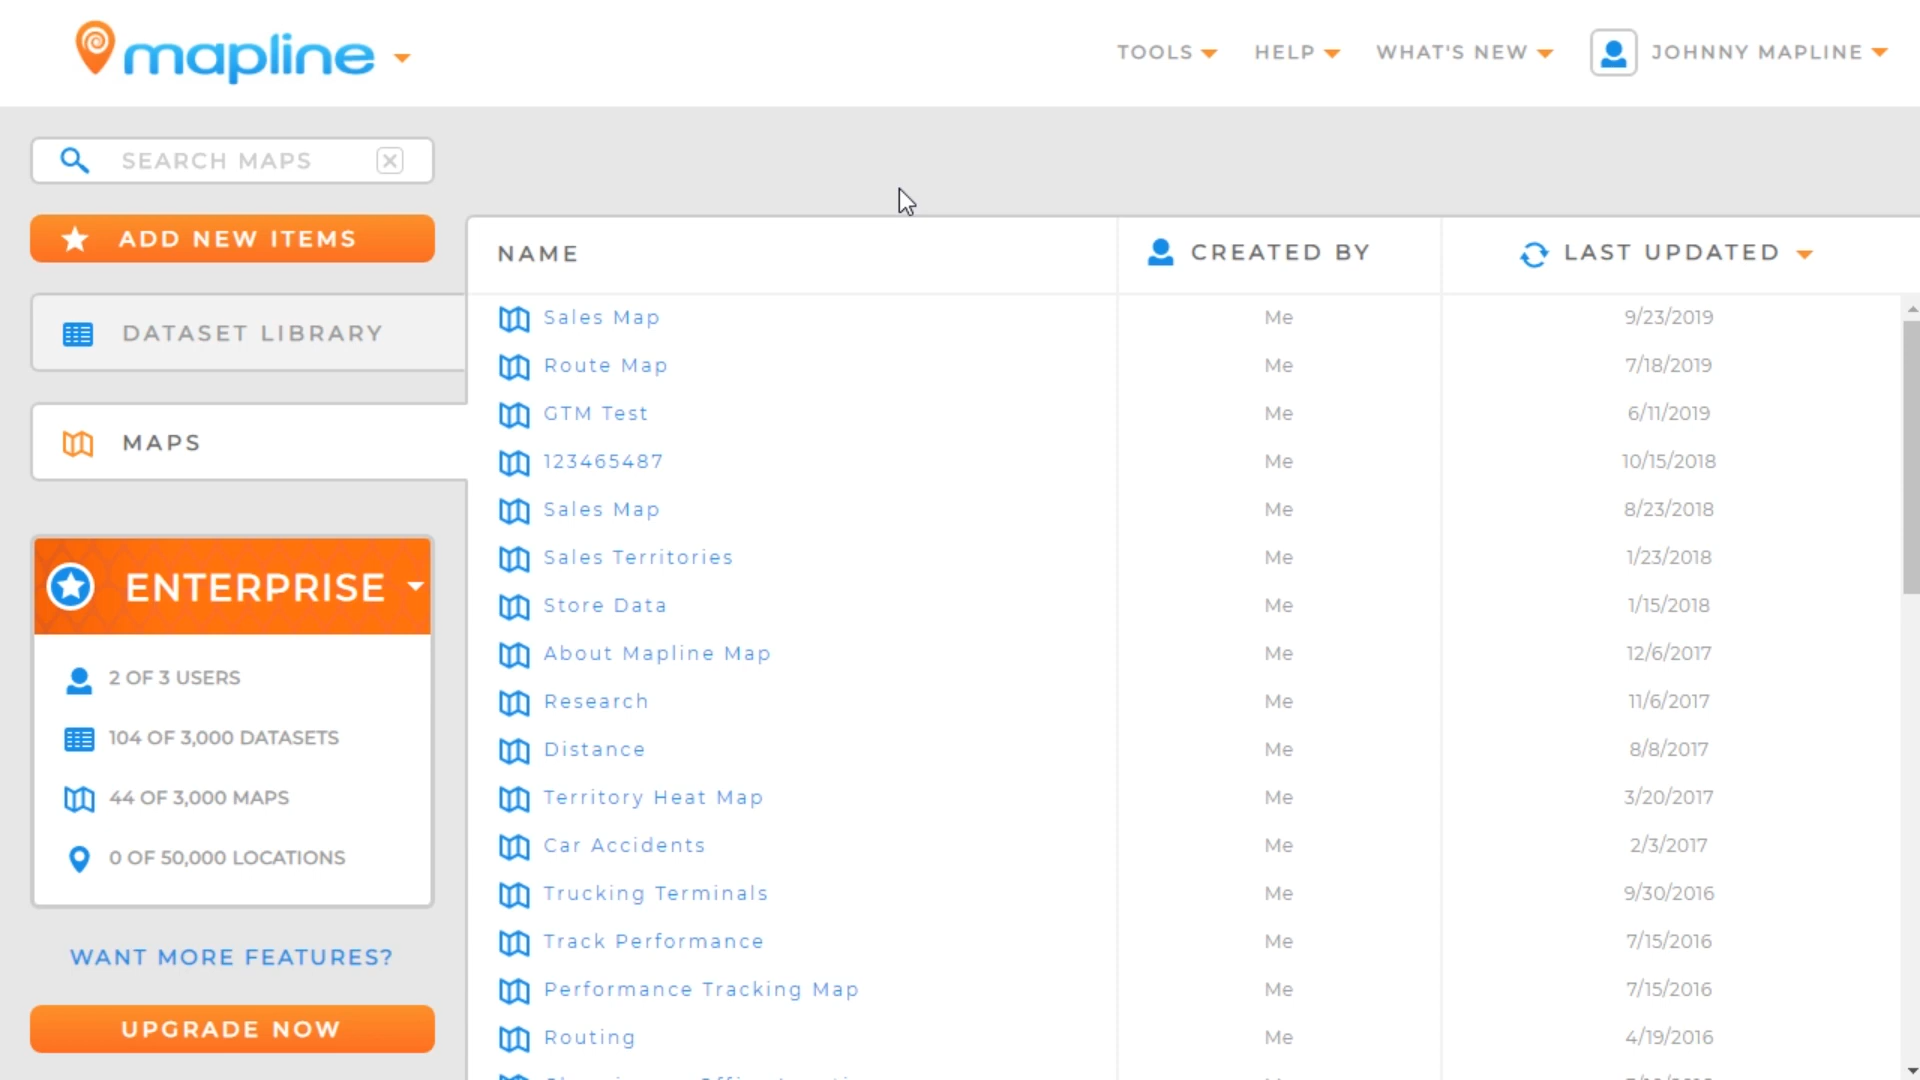 mapline
TOOLS HELP WHAT'S NEW JOHNNY MAPLINE
SEARCH MAPS
ADD NEW ITEMS
DATASET LIBRARY
MAPS
ENTERPRISE
2 OF 3 USERS
104 OF 3,000 DATASETS
44 OF 3,000 MAPS
0 OF 50,000 LOCATIONS
WANT MORE FEATURES?
UPGRADE NOW
NAME CREATED BY LAST UPDATED
Sales Map Me 9/23/2019
Route Map Me 7/18/2019
GTM Test Me 6/11/2019
123465487 Me 10/15/2018
Sales Map Me 8/23/2018
Sales Territories Me 1/23/2018
Store Data Me 1/15/2018
About Mapline Map Me 12/6/2017
Research Me 11/6/2017
Distance Me 8/8/2017
Territory Heat Map Me 3/20/2017
Car Accidents Me 2/3/2017
Trucking Terminals Me 9/30/2016
Track Performance Me 7/15/2016
Performance Tracking Map Me 7/15/2016
Routing Me 4/19/2016